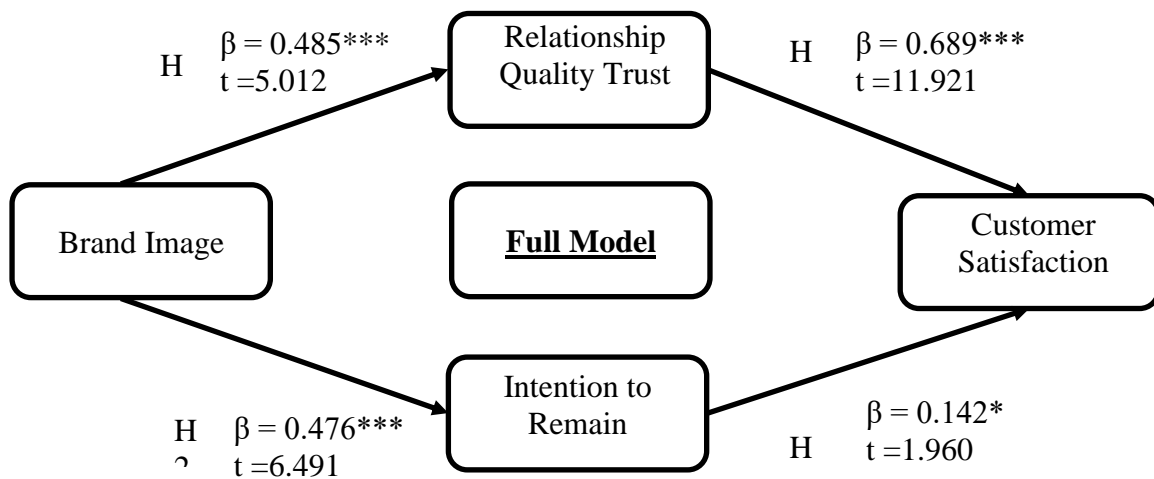 H
β = 0.485***
t =5.012
Relationship
Quality Trust
H
β = 0.689***
t =11.921
Brand Image
Full Model
Customer
Satisfaction
Intention to
Remain
H
β = 0.476***
t =6.491
H
β = 0.142*
t =1.960